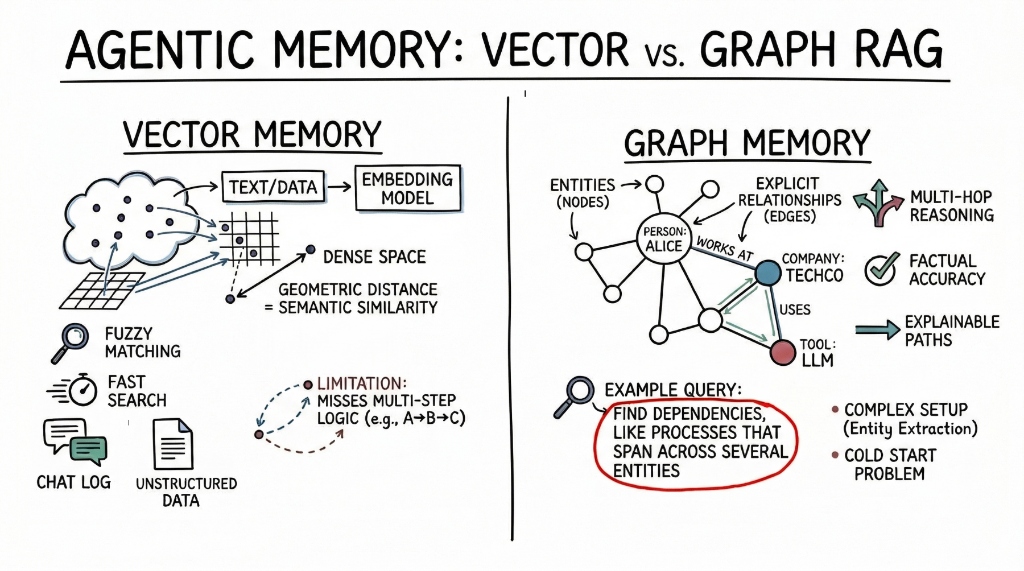 AGENTIC MEMORY: VECTOR vs. GRAPH RAG
VECTOR MEMORY
TEXT/DATA
EMBEDDING
MODEL
DENSE SPACE
GEOMETRIC DISTANCE
= SEMANTIC SIMILARITY
FUZZY
MATCHING
FAST
SEARCH
CHAT LOG
UNSTRUCTURED
DATA
LIMITATION:
MISSES MULTI-STEP
LOGIC (e.g., A→B→C)
GRAPH MEMORY
ENTITIES
(NODES)
EXPLICIT
RELATIONSHIPS
(EDGES)
PERSON:
ALICE
WORKS AT
COMPANY:
TECHCO
USES
TOOL:
LLM
MULTI-HOP
REASONING
FACTUAL
ACCURACY
EXPLAINABLE
PATHS
EXAMPLE QUERY:
FIND DEPENDENCIES,
LIKE PROCESSES THAT
SPAN ACROSS SEVERAL
ENTITIES
• COMPLEX SETUP
(Entity Extraction)
• COLD START
PROBLEM